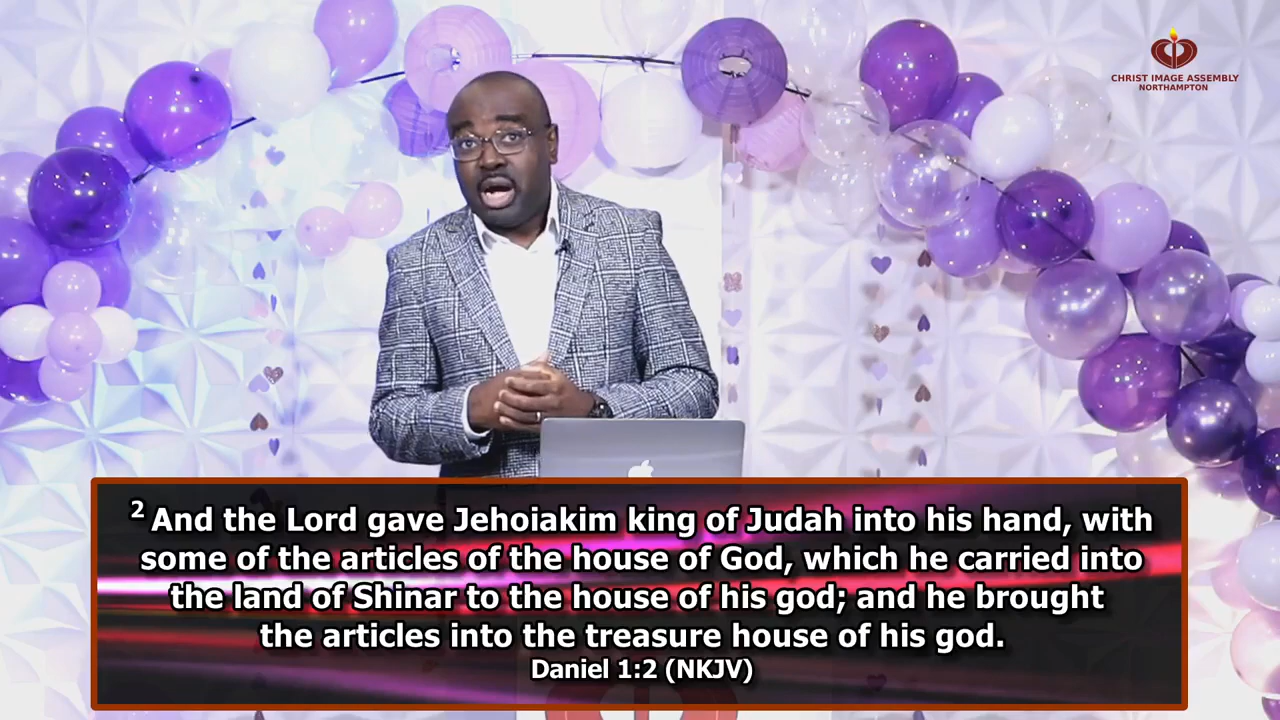 CHRIST IMAGE ASSEMBLY
NORTHAMPTON
2 And the Lord gave Jehoiakim king of Judah into his hand, with
some of the articles of the house of God, which he carried into
the land of Shinar to the house of his god; and he brought
the articles into the treasure house of his god.
Daniel 1:2 (NKJV)